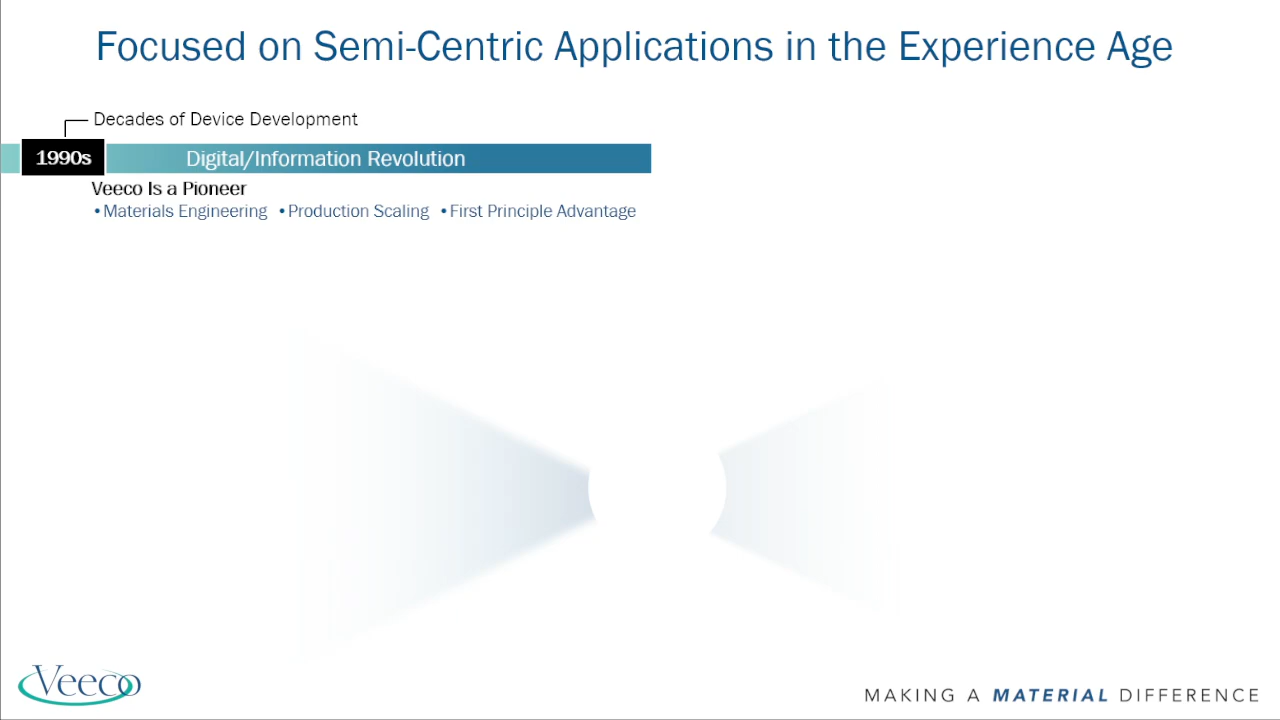 Focused on Semi-Centric Applications in the Experience Age
Decades of Device Development
1990s
Digital/Information Revolution
Veeco Is a Pioneer
•Materials Engineering •Production Scaling •First Principle Advantage
Veeco
MAKING A MATERIAL DIFFERENCE